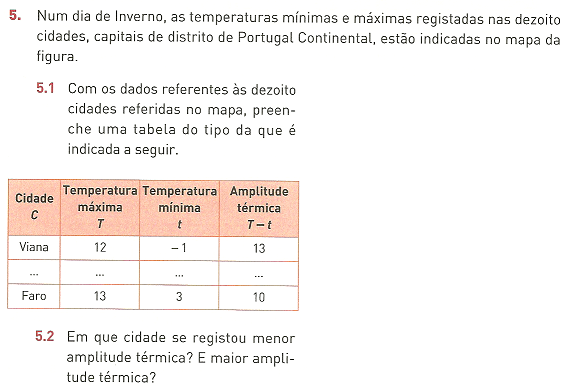 5. Num dia de Inverno, as temperaturas mínimas e máximas registadas nas dezoito
cidades, capitais de distrito de Portugal Continental, estão indicadas no mapa da
figura.
5.1 Com os dados referentes às dezoito
cidades referidas no mapa, preen-
che uma tabela do tipo da que é
indicada a seguir.
Cidade C Temperatura máxima T Temperatura mínima t Amplitude térmica T – t
Viana 12 – 1 13
... ... ... ...
Faro 13 3 10
5.2 Em que cidade se registou menor
amplitude térmica? E maior ampli-
tude térmica?